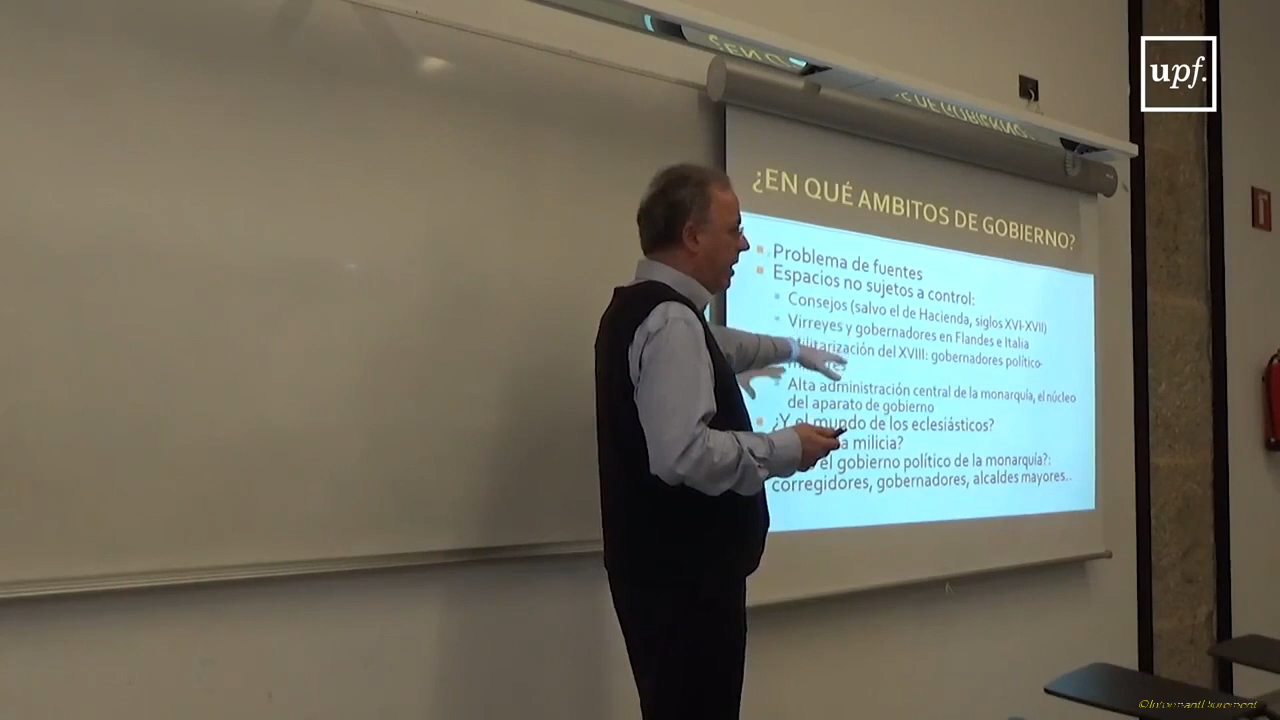 upf.
¿EN QUÉ AMBITOS DE GOBIERNO?
Problema de fuentes
Espacios no sujetos a control:
Consejos (salvo el de Hacienda, siglos XVI-XVII)
Virreyes y gobernadores en Flandes e Italia
del XVIII: gobernadores político-
Alta administración central de la monarquía, el núcleo
del aparato de gobierno
¿Y el mundo de los eclesiásticos?
a milicia?
el gobierno político de la monarquía?:
corregidores, gobernadores, alcaldes mayores..